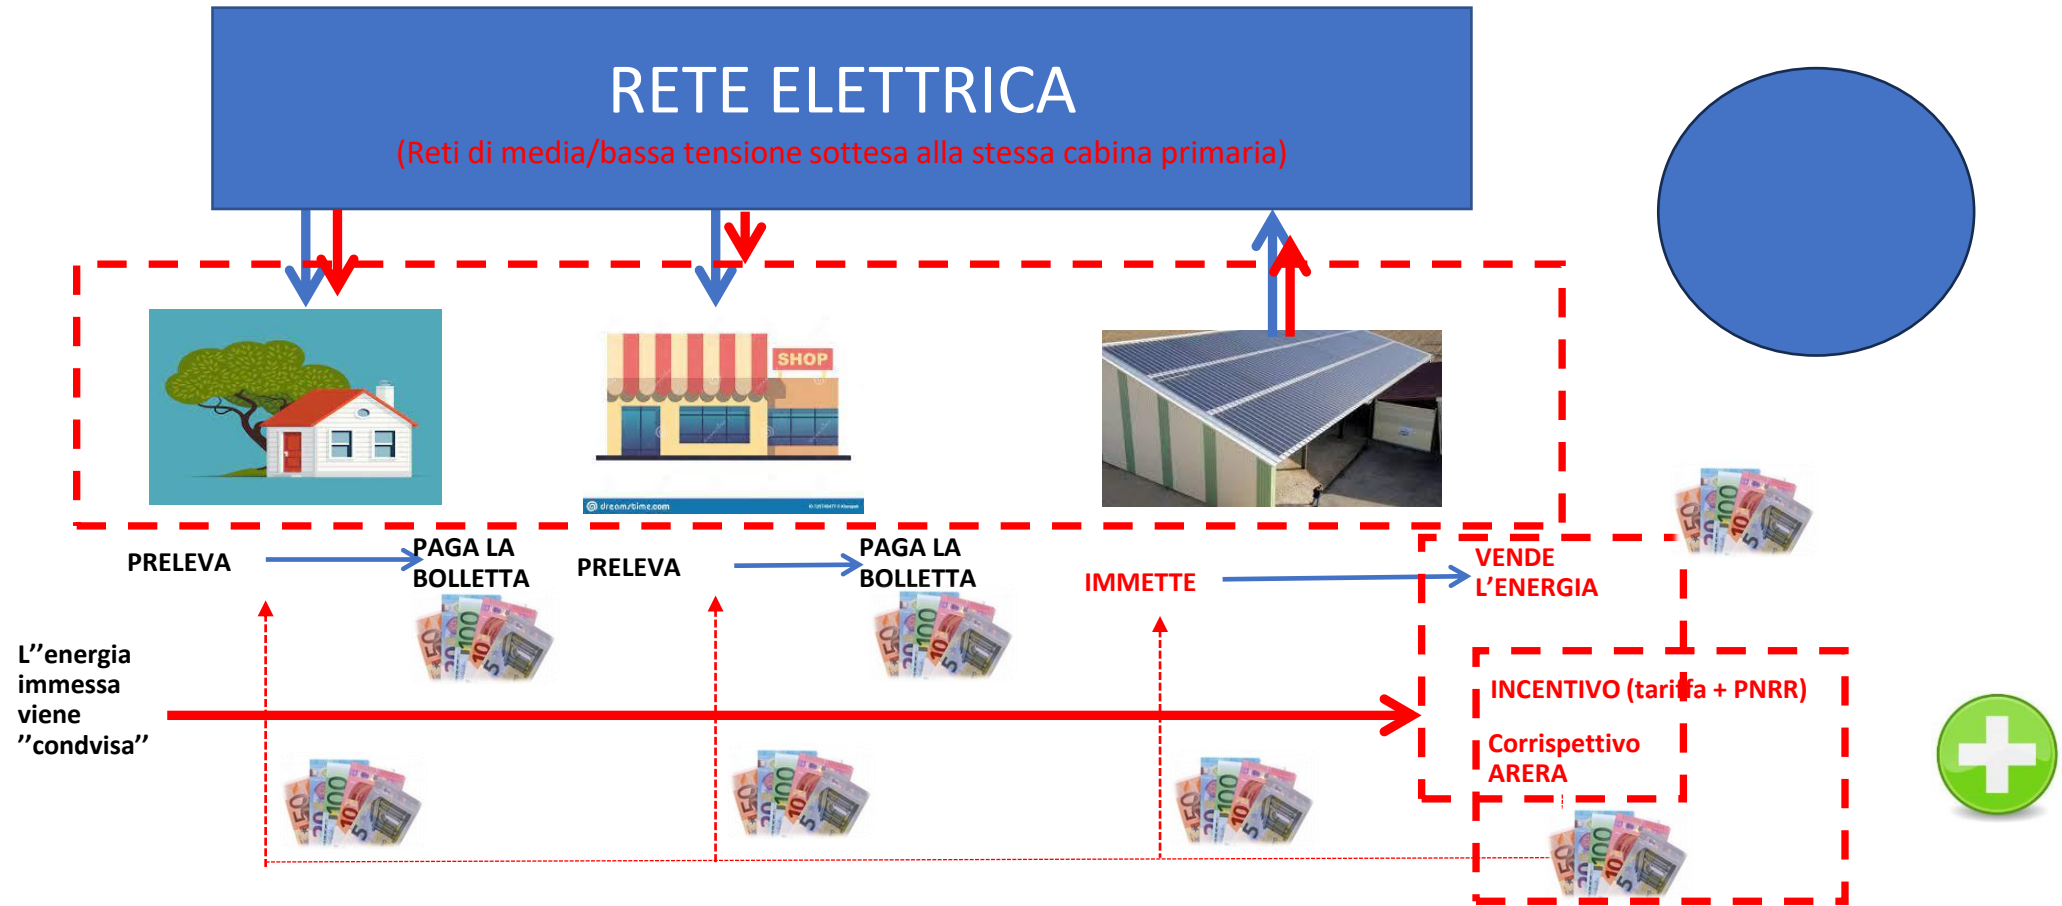 RETE ELETTRICA
(Reti di media/bassa tensione sottesa alla stessa cabina primaria)
SHOP
dreamstime.com
PRELEVA
PAGA LA
BOLLETTA
PRELEVA
PAGA LA
BOLLETTA
IMMETTE
VENDE
L'ENERGIA
L''energia
immessa
viene
''condvisa''
INCENTIVO (tariffa + PNRR)
Corrispettivo
ARERA